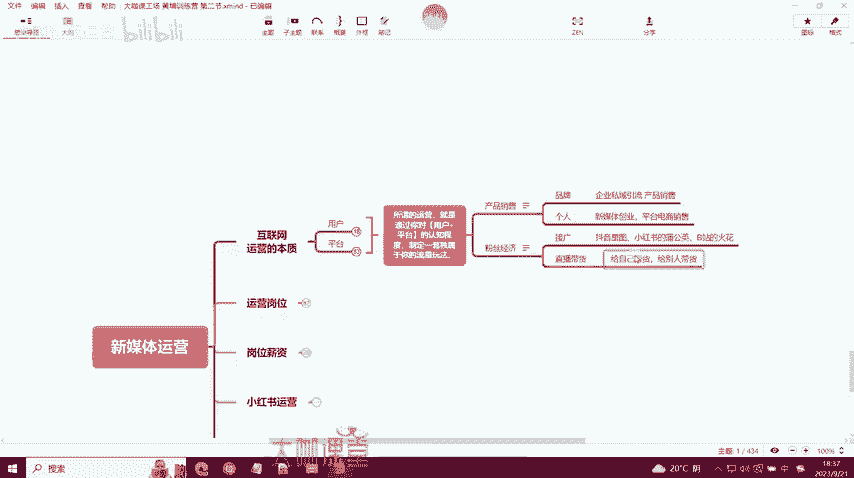 文件 编辑 插入 查看 帮助 大咖课工场 黄埔训练营 第二节.xmind - 已编辑
思维导图 大纲 bilibili 主题 子主题 联系 概要 外框 笔记 ZEN 分享 图标 格式
新媒体运营
互联网
运营的本质
用户
18
平台
所谓的运营，就是
通过你对【用户+
平台】的认知程
度，制定一套独属
于你的流量玩法。
产品销售
品牌 企业私域引流 产品销售
个人 新媒体创业，平台电商销售
粉丝经济
推广 抖音星图、小红书的蒲公英、B站的火花
直播带货 给自己带货，给别人带货
运营岗位
岗位薪资
小红书运营
大咖课堂
主题: 1 / 434 100%
搜索
20°C 阴
中
18:37
2023/9/21